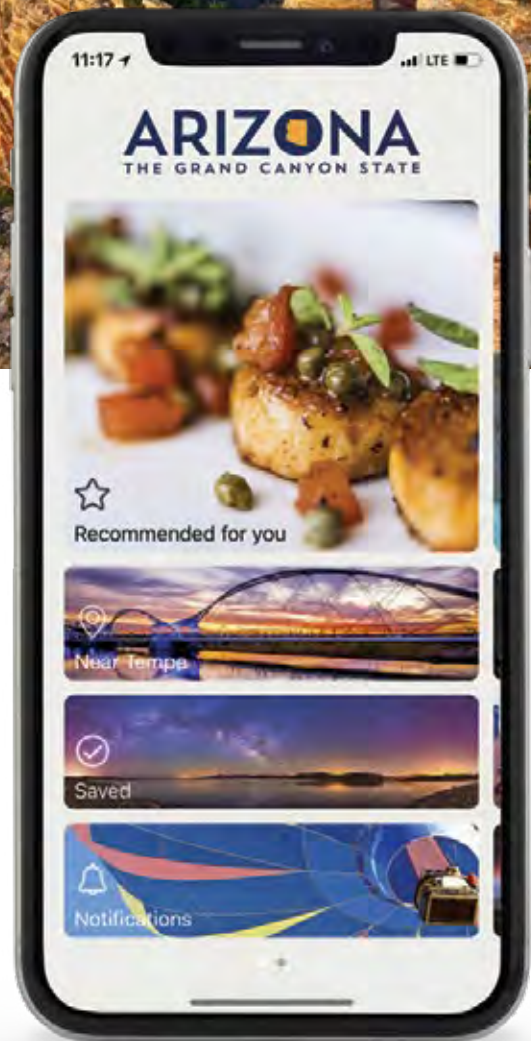 11:17
LTE
ARIZONA
THE GRAND CANYON STATE
Recommended for you
Near Tempe
Saved
Notifications